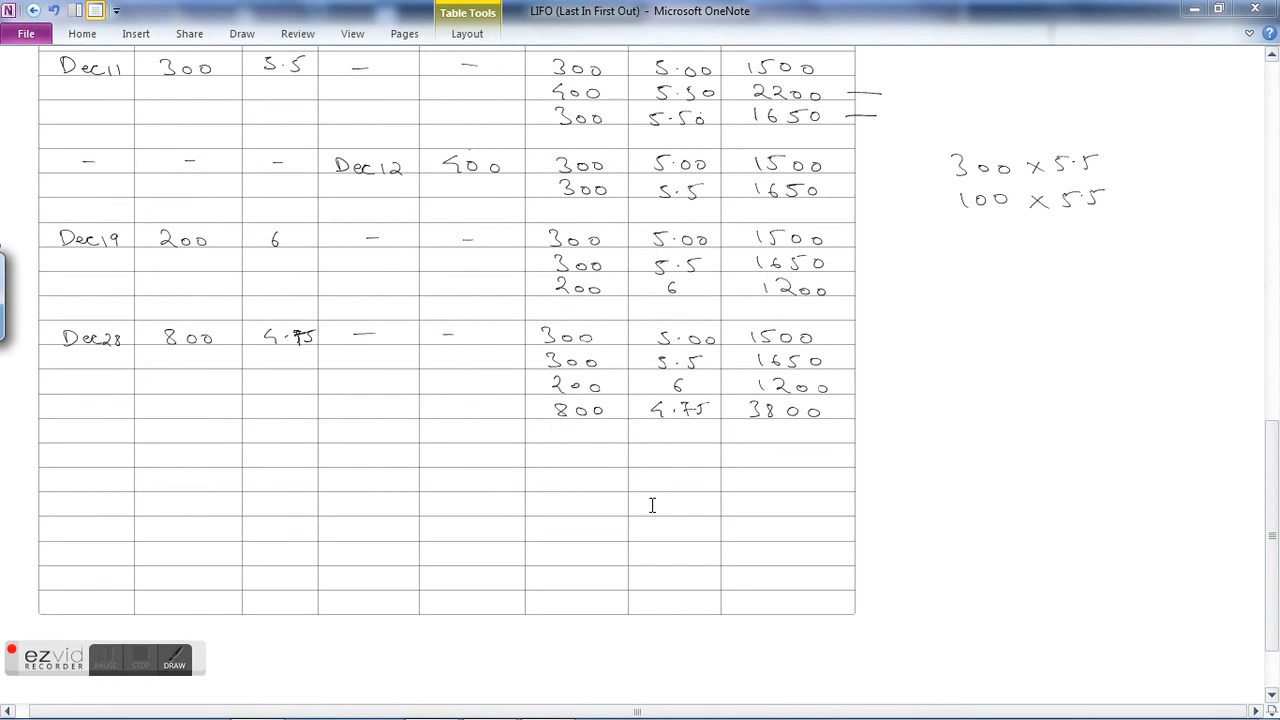 LIFO (Last In First Out) - Microsoft OneNote
Table Tools
File Home Insert Share Draw Review View Pages Layout
Dec11 300 5.5 — — 300 5.00 1500
400 5.50 2200 —
300 5.50 1650 —
– – – Dec12 400 300 5.00 1500
300 5.5 1650
300 x 5.5
100 x 5.5
Dec19 200 6 – – 300 5.00 1500
300 5.5 1650
200 6 1200
Dec28 800 4.75 — – 300 5.00 1500
300 5.5 1650
200 6 1200
800 4.75 3800
ezvid
RECORDER
PAUSE STOP DRAW